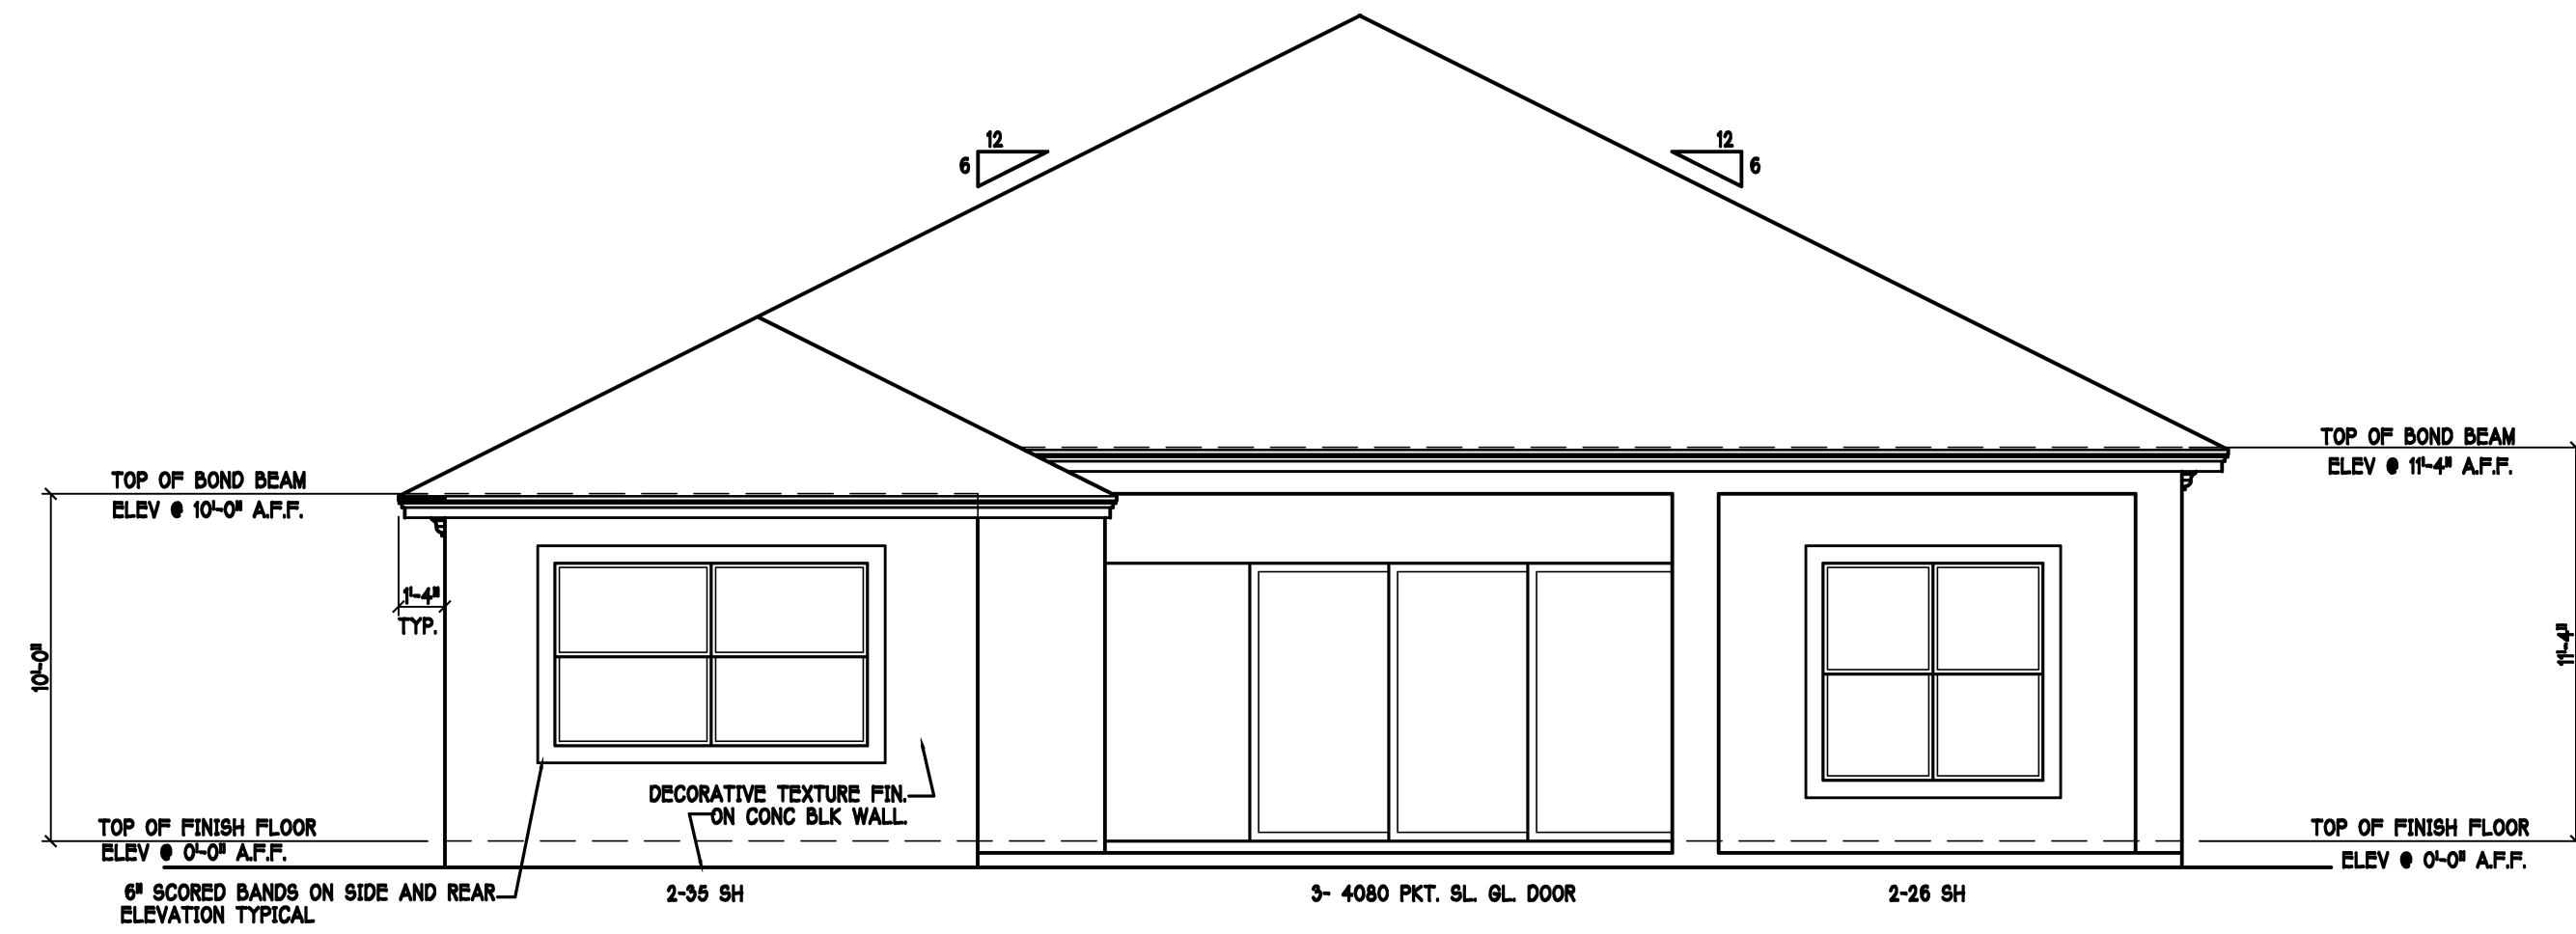 12
6
12
6
TOP OF BOND BEAM
ELEV @ 11'-4" A.F.F.
TOP OF BOND BEAM
ELEV @ 10'-0" A.F.F.
1'-4"
TYP.
10'-0"
11'-4"
DECORATIVE TEXTURE FIN.
ON CONC BLK WALL.
TOP OF FINISH FLOOR
ELEV @ 0'-0" A.F.F.
TOP OF FINISH FLOOR
ELEV @ 0'-0" A.F.F.
6" SCORED BANDS ON SIDE AND REAR
ELEVATION TYPICAL
2-35 SH
3- 4080 PKT. SL. GL. DOOR
2-26 SH